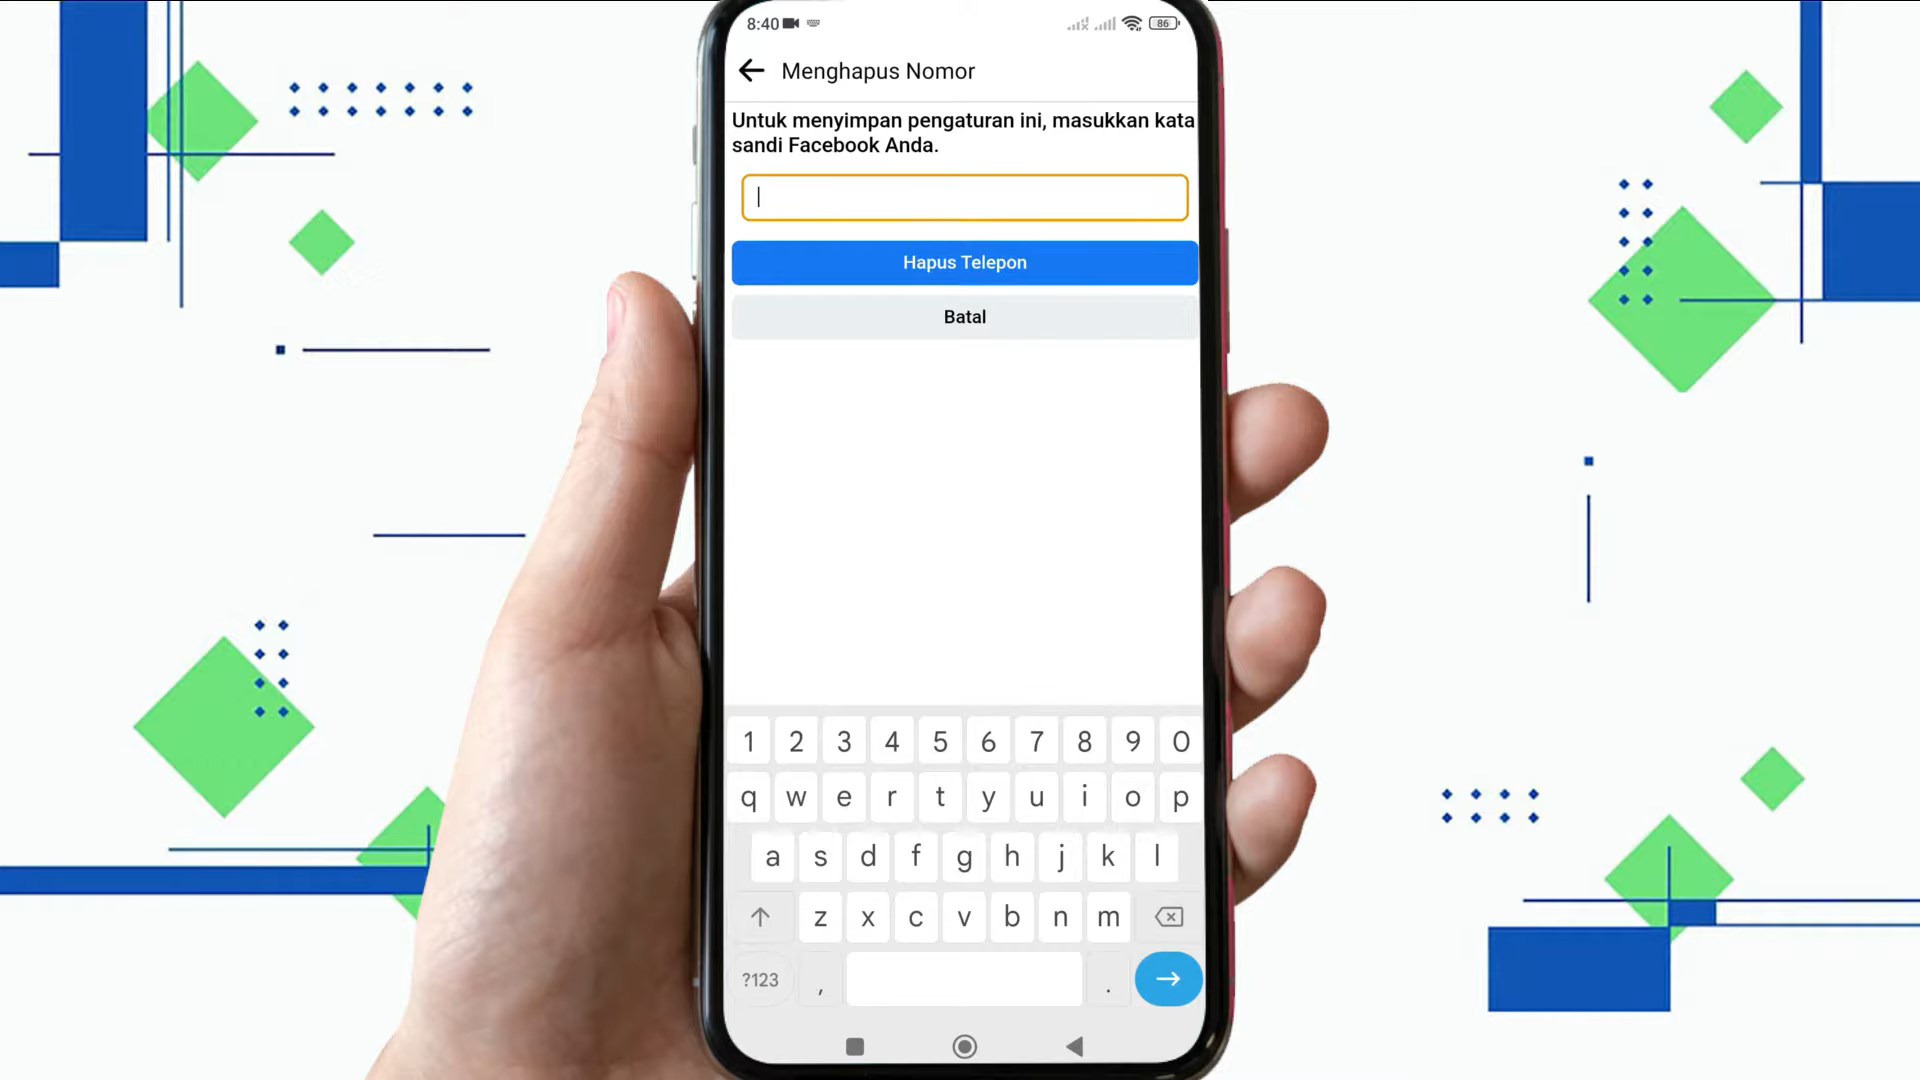 8:40
86
Menghapus Nomor
Untuk menyimpan pengaturan ini, masukkan kata
sandi Facebook Anda.
Hapus Telepon
Batal
1 2 3 4 5 6 7 8 9 0
q w e r t y u i o p
a s d f g h j k l
z x c v b n m
?123 , .